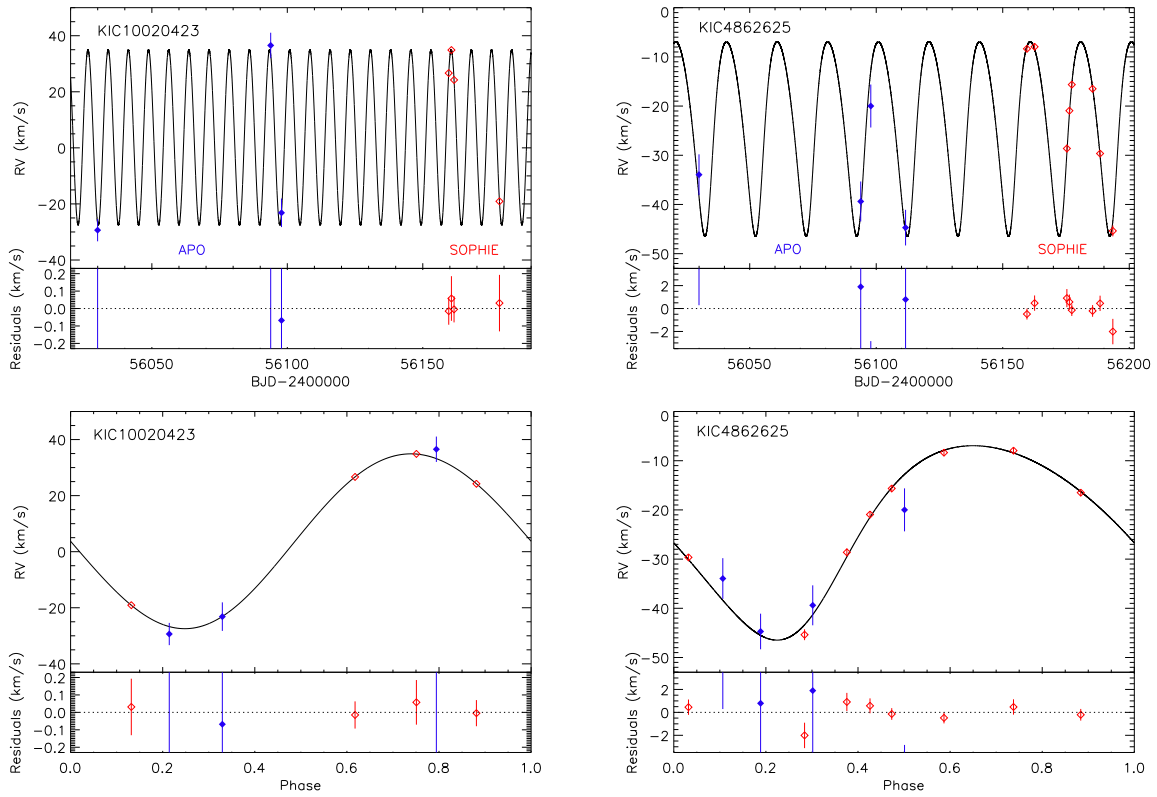 KIC10020423
RV (km/s)
40
20
0
−20
−40
APO
SOPHIE
Residuals (km/s)
0.2
0.1
0.0
−0.1
−0.2
56050
56100
56150
BJD−2400000
KIC4862625
RV (km/s)
0
−10
−20
−30
−40
−50
APO
SOPHIE
Residuals (km/s)
2
0
−2
56050
56100
56150
56200
BJD−2400000
KIC10020423
RV (km/s)
40
20
0
−20
−40
Residuals (km/s)
0.2
0.1
0.0
−0.1
−0.2
0.0
0.2
0.4
0.6
0.8
1.0
Phase
KIC4862625
RV (km/s)
0
−10
−20
−30
−40
−50
Residuals (km/s)
2
0
−2
0.0
0.2
0.4
0.6
0.8
1.0
Phase